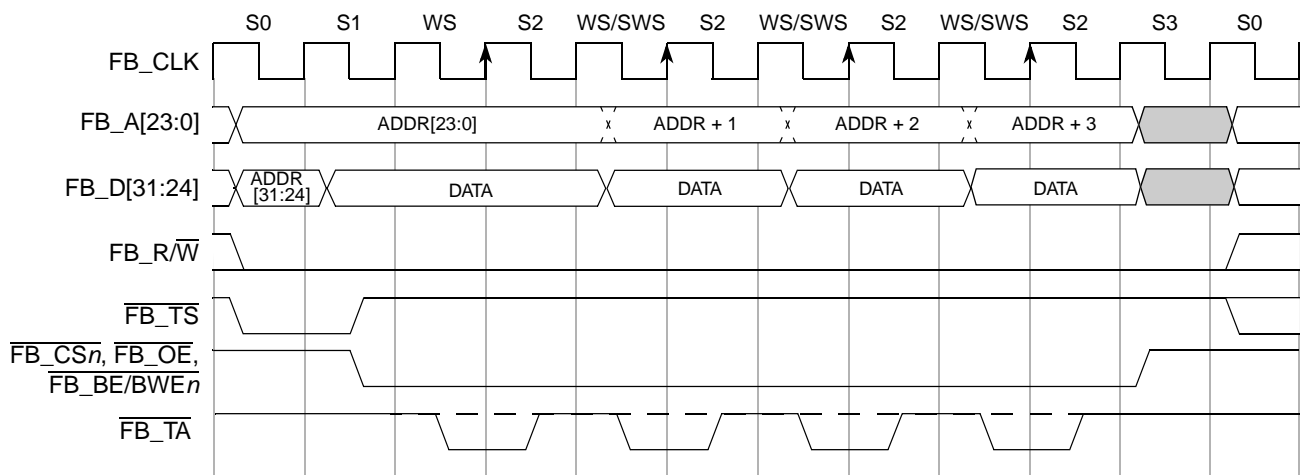 S0 S1 WS S2 WS/SWS S2 WS/SWS S2 WS/SWS S2 S3 S0
FB_CLK
FB_A[23:0] ADDR[23:0] x ADDR + 1 x ADDR + 2 x ADDR + 3
FB_D[31:24] ADDR [31:24] DATA DATA DATA DATA
FB_R/W
FB_TS
FB_CSn, FB_OE,
FB_BE/BWEn
FB_TA